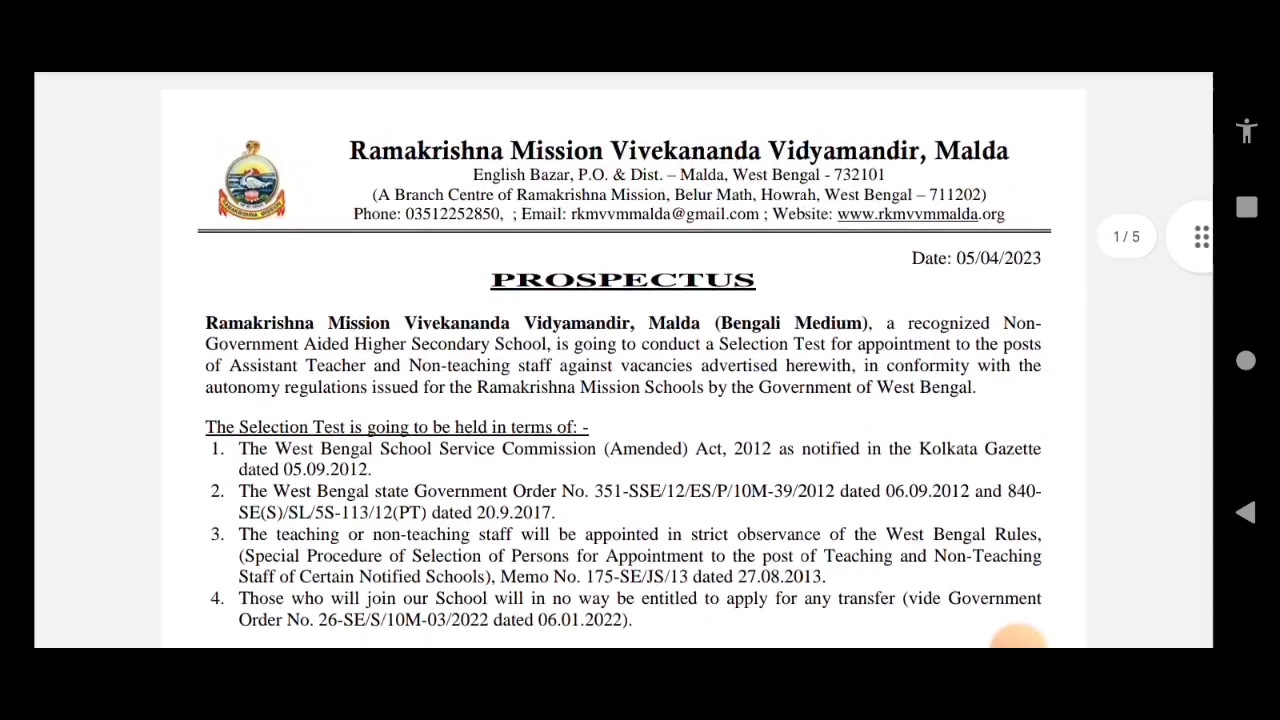 Ramakrishna Mission Vivekananda Vidyamandir, Malda
English Bazar, P.O. & Dist. – Malda, West Bengal - 732101
(A Branch Centre of Ramakrishna Mission, Belur Math, Howrah, West Bengal – 711202)
Phone: 03512252850, ; Email: rkmvvmmalda@gmail.com ; Website: www.rkmvvmmalda.org
RAMAKRISHNA MISSION
1 / 5
Date: 05/04/2023
PROSPECTUS
Ramakrishna Mission Vivekananda Vidyamandir, Malda (Bengali Medium), a recognized Non-
Government Aided Higher Secondary School, is going to conduct a Selection Test for appointment to the posts
of Assistant Teacher and Non-teaching staff against vacancies advertised herewith, in conformity with the
autonomy regulations issued for the Ramakrishna Mission Schools by the Government of West Bengal.
The Selection Test is going to be held in terms of: -
1. The West Bengal School Service Commission (Amended) Act, 2012 as notified in the Kolkata Gazette
dated 05.09.2012.
2. The West Bengal state Government Order No. 351-SSE/12/ES/P/10M-39/2012 dated 06.09.2012 and 840-
SE(S)/SL/5S-113/12(PT) dated 20.9.2017.
3. The teaching or non-teaching staff will be appointed in strict observance of the West Bengal Rules,
(Special Procedure of Selection of Persons for Appointment to the post of Teaching and Non-Teaching
Staff of Certain Notified Schools), Memo No. 175-SE/JS/13 dated 27.08.2013.
4. Those who will join our School will in no way be entitled to apply for any transfer (vide Government
Order No. 26-SE/S/10M-03/2022 dated 06.01.2022).